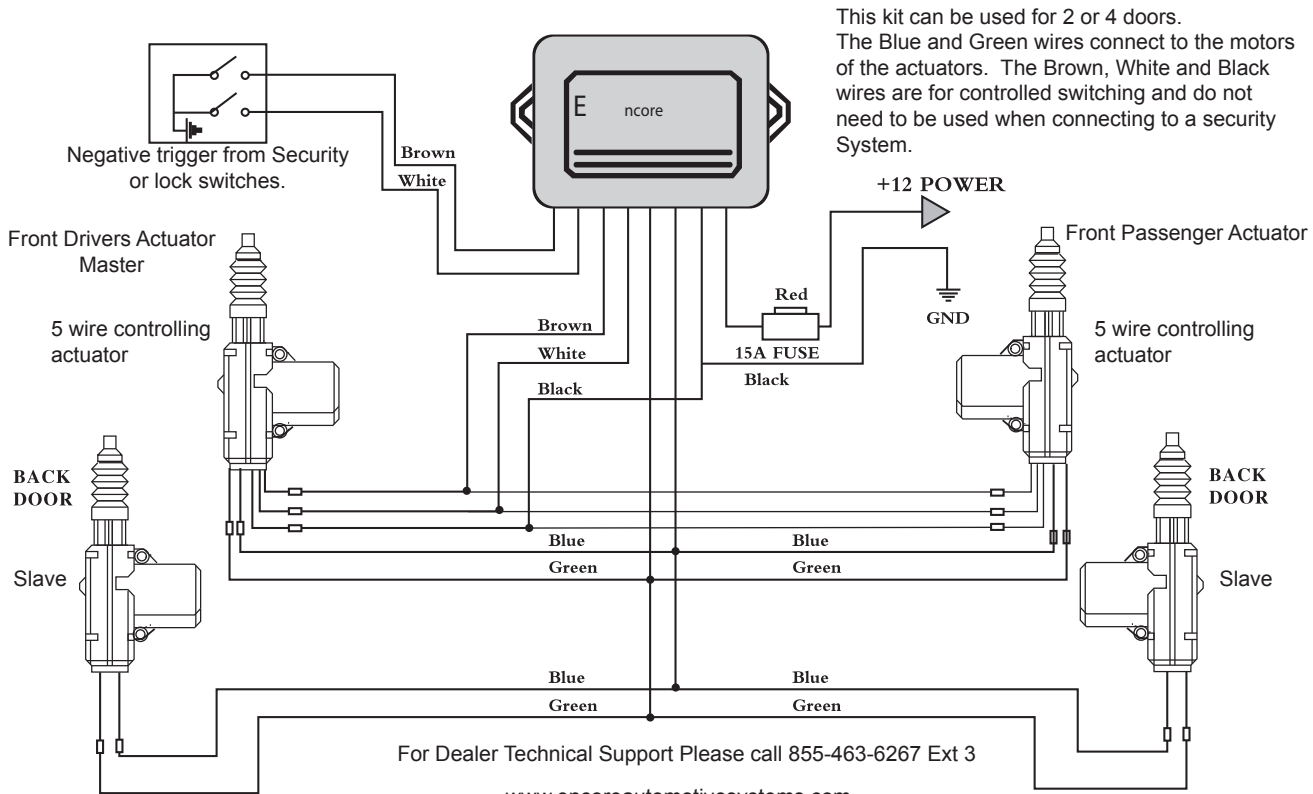 This kit can be used for 2 or 4 doors.
The Blue and Green wires connect to the motors
of the actuators. The Brown, White and Black
wires are for controlled switching and do not
need to be used when connecting to a security
System.
E ncore
Negative trigger from Security
or lock switches.
Brown
White
+12 POWER
Front Drivers Actuator
Master
Front Passenger Actuator
5 wire controlling
actuator
Red
GND
15A FUSE
Black
5 wire controlling
actuator
Brown
White
Black
BACK
DOOR
BACK
DOOR
Blue
Blue
Green
Green
Slave
Slave
Blue
Blue
Green
Green
For Dealer Technical Support Please call 855-463-6267 Ext 3
www.encoreautomotivesystems.com